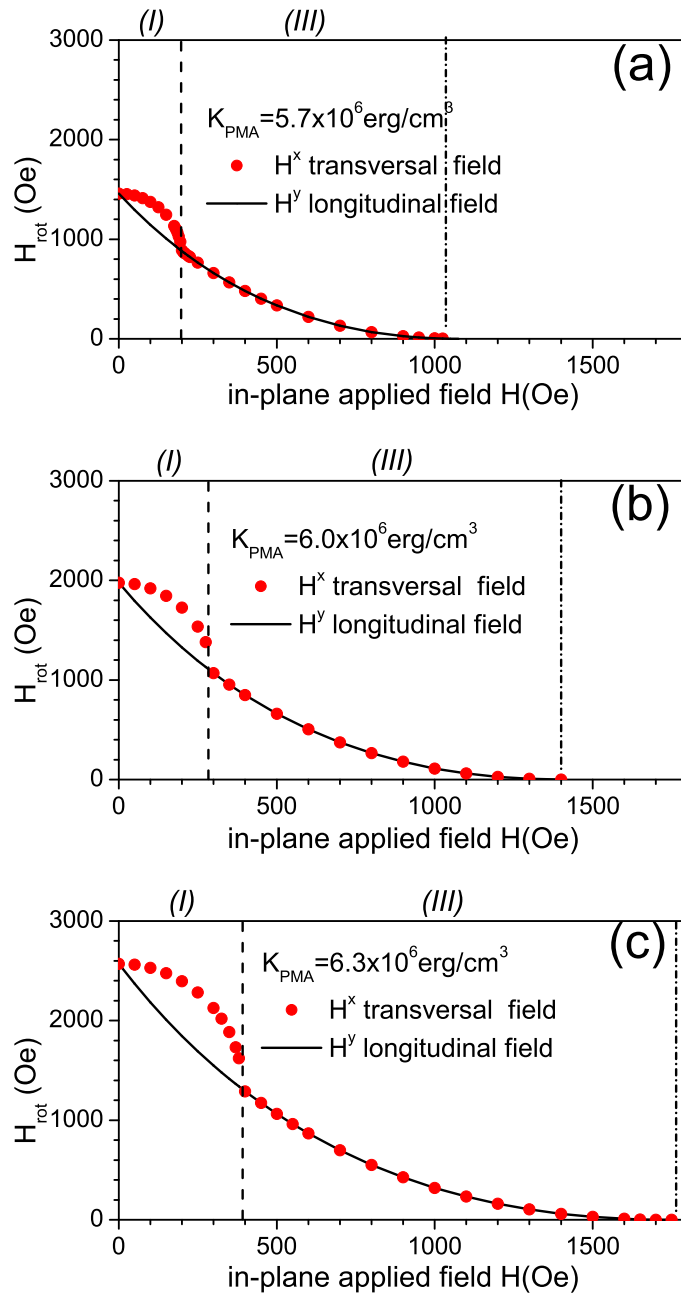 (I) (III)
(a)
3000
2000
1000
0
H_rot (Oe)
K_PMA=5.7x10^6erg/cm^3
H^x transversal field
H^y longitudinal field
0 500 1000 1500
in-plane applied field H(Oe)
(I) (III)
(b)
3000
2000
1000
0
H_rot (Oe)
K_PMA=6.0x10^6erg/cm^3
H^x transversal field
H^y longitudinal field
0 500 1000 1500
in-plane applied field H(Oe)
(I) (III)
(c)
3000
2000
1000
0
H_rot (Oe)
K_PMA=6.3x10^6erg/cm^3
H^x transversal field
H^y longitudinal field
0 500 1000 1500
in-plane applied field H(Oe)